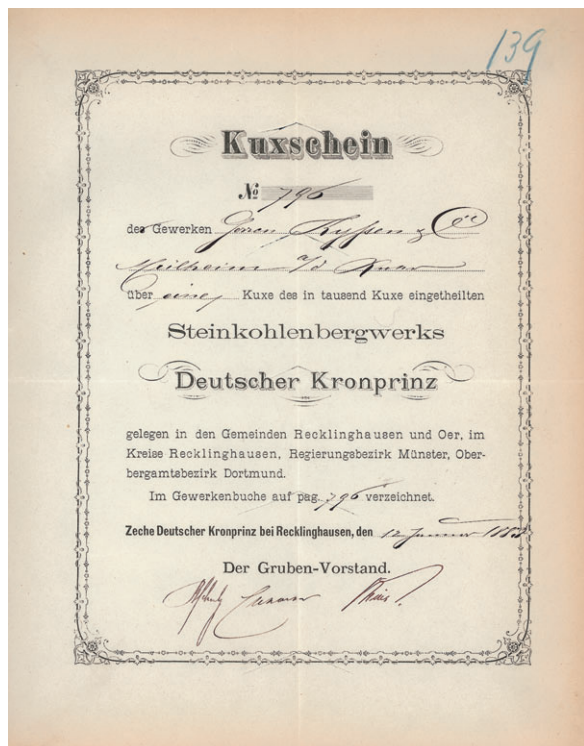 139
Kuxschein
№ 796
des Gewerken Herren Thyssen & Cie
Mülheim a/d Ruhr
über eine Kuxe des in tausend Kuxe eingetheilten
Steinkohlenbergwerks
Deutscher Kronprinz
gelegen in den Gemeinden Recklinghausen und Oer, im
Kreise Recklinghausen, Regierungsbezirk Münster, Ober-
bergamtsbezirk Dortmund.
Im Gewerkenbuche auf pag. 796 verzeichnet.
Zeche Deutscher Kronprinz bei Recklinghausen, den 12 Januar
Der Gruben-Vorstand.